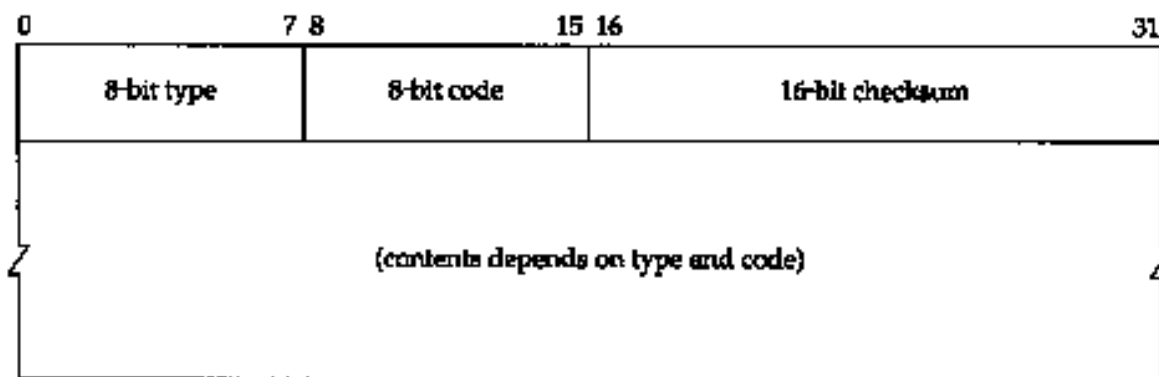 0 7 8 15 16 31
8-bit type 8-bit code 16-bit checksum
(contents depends on type and code)